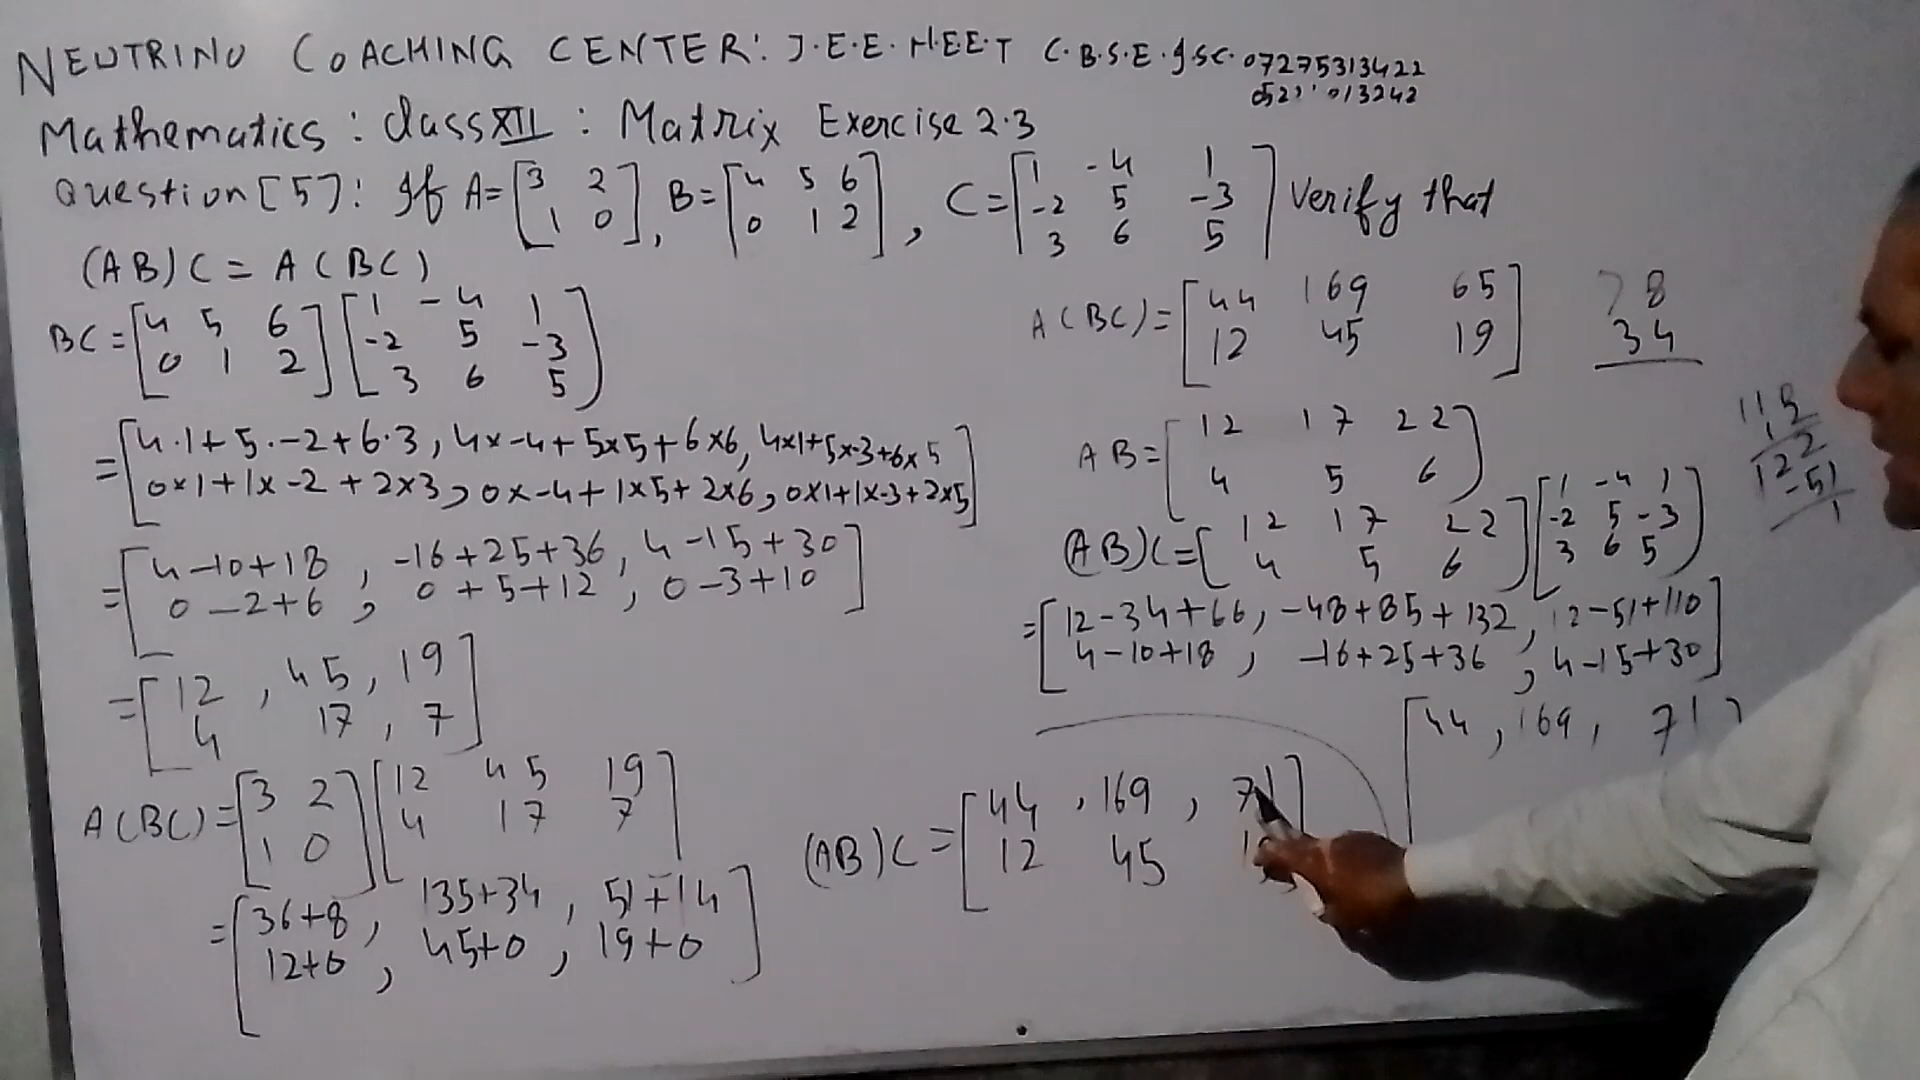 NEUTRINO COACHING CENTER: J.E.E. NEET C.B.S.E. I.S.C. 07275313422
Mathematics : class XII : Matrix Exercise 2.3
Question [5]: If A = [3 2
1 0], B = [4 5 6
0 1 2], C = [1 -4 1
-2 5 -3
3 6 5] Verify that
(AB)C = A(BC)
BC = [4 5 6
0 1 2] [1 -4 1
-2 5 -3
3 6 5]
= [4·1+5·-2+6·3, 4×-4+5×5+6×6, 4×1+5×-3+6×5
0×1+1×-2+2×3, 0×-4+1×5+2×6, 0×1+1×-3+2×5]
= [4-10+18, -16+25+36, 4-15+30
0-2+6, 0+5+12, 0-3+10]
= [12, 45, 19
4 17, 7]
A(BC) = [3 2
1 0] [12 45 19
4 17 7]
= [36+8, 135+34, 51+14
12+0, 45+0, 19+0]
A(BC) = [44 169 65
12 45 19]
78
34
AB = [12 17 22
4 5 6]
(AB)C = [12 17 22
4 5 6] [1 -4 1
-2 5 -3
3 6 5]
= [12-34+66, -48+85+132, 12-51+110
4-10+18, -16+25+36, 4-15+30]
[44, 169, 71]
(AB)C = [44, 169, 71]
12 45
122
-51
1